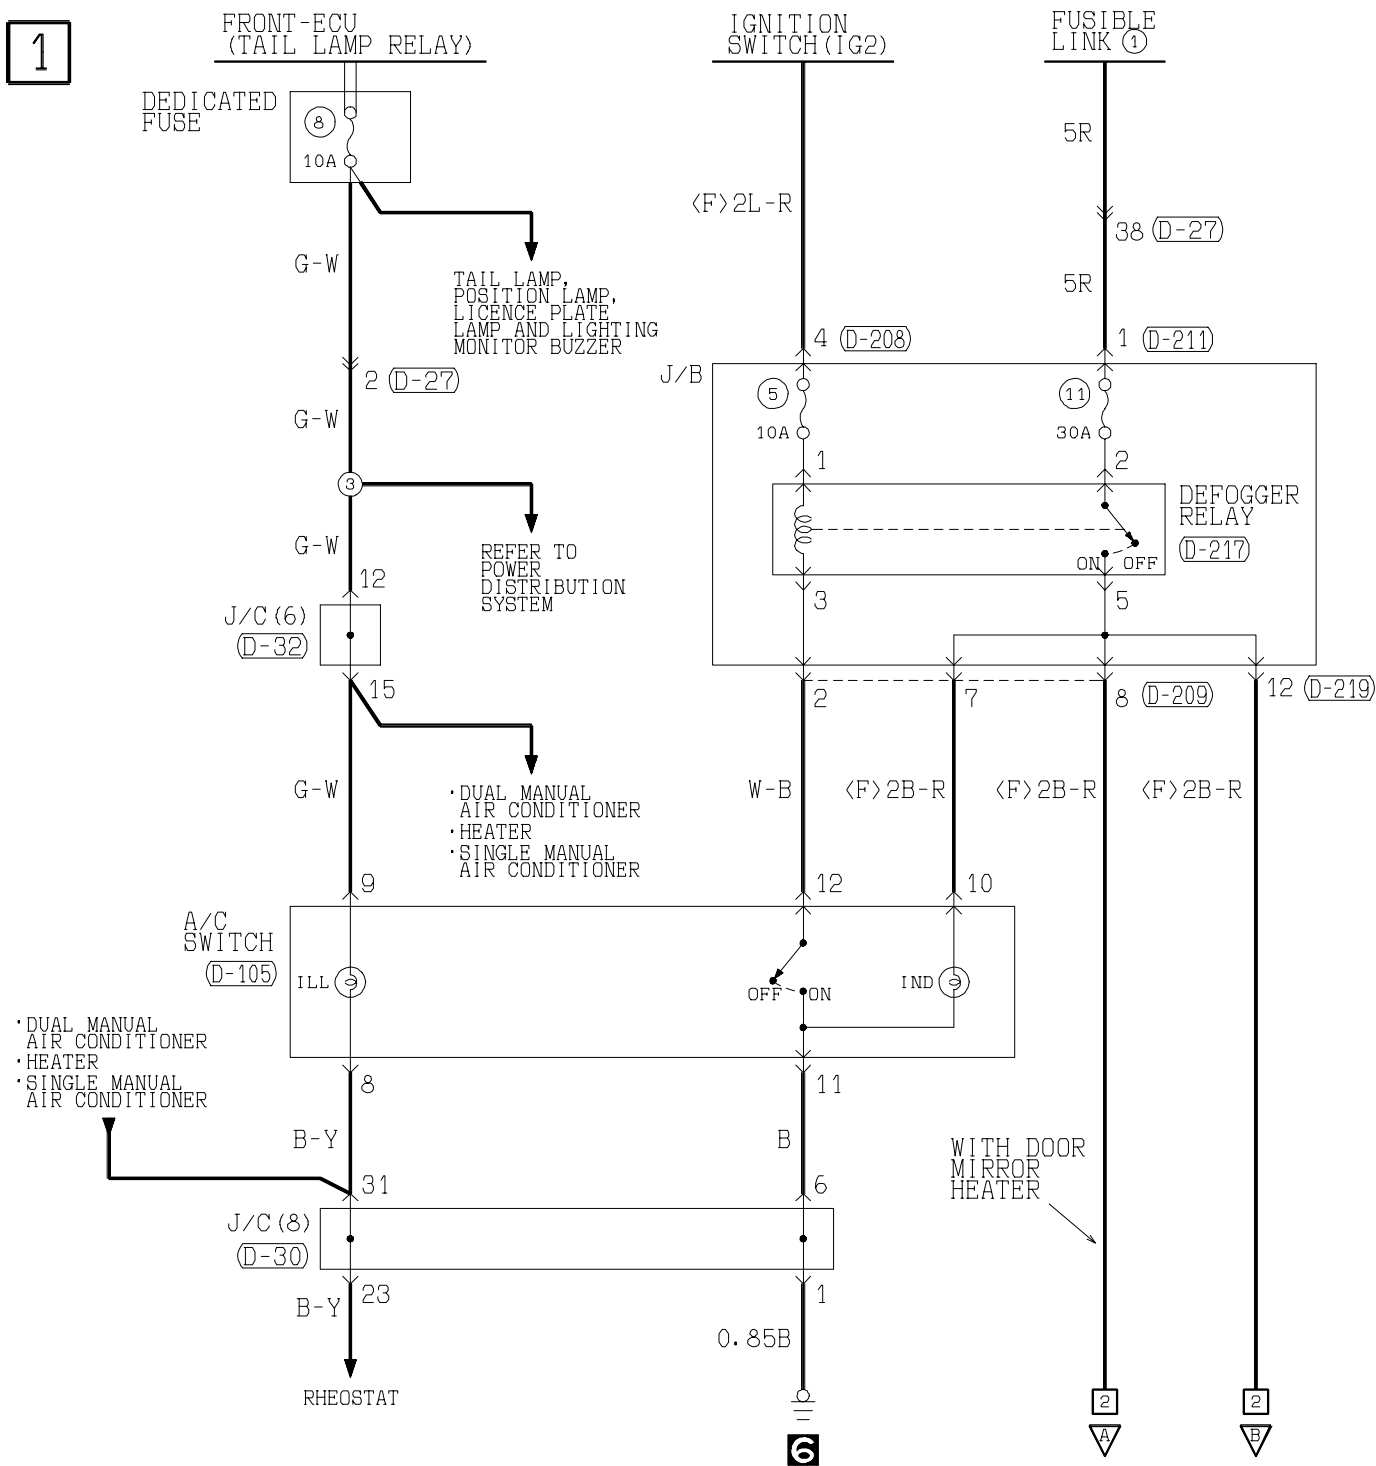 1
FRONT-ECU
(TAIL LAMP RELAY)
IGNITION
SWITCH(IG2)
FUSIBLE
LINK 1
DEDICATED
FUSE
8
10A
5R
〈F〉2L-R
38 D-27
G-W
5R
TAIL LAMP,
POSITION LAMP,
LICENCE PLATE
LAMP AND LIGHTING
MONITOR BUZZER
4 D-208
1 D-211
2 D-27
J/B
5
10A
11
30A
G-W
1
2
3
DEFOGGER
RELAY
D-217
ON OFF
G-W
REFER TO
POWER
DISTRIBUTION
SYSTEM
12
3
5
J/C(6)
D-32
15
2
7
8 D-209
12 D-219
G-W
W-B
〈F〉2B-R
〈F〉2B-R
〈F〉2B-R
·DUAL MANUAL
AIR CONDITIONER
·HEATER
·SINGLE MANUAL
AIR CONDITIONER
9
12
10
A/C
SWITCH
D-105
ILL
OFF ON
IND
·DUAL MANUAL
AIR CONDITIONER
·HEATER
·SINGLE MANUAL
AIR CONDITIONER
8
11
B-Y
B
WITH DOOR
MIRROR
HEATER
31
6
J/C(8)
D-30
23
1
B-Y
0.85B
RHEOSTAT
2
2
6
A
B